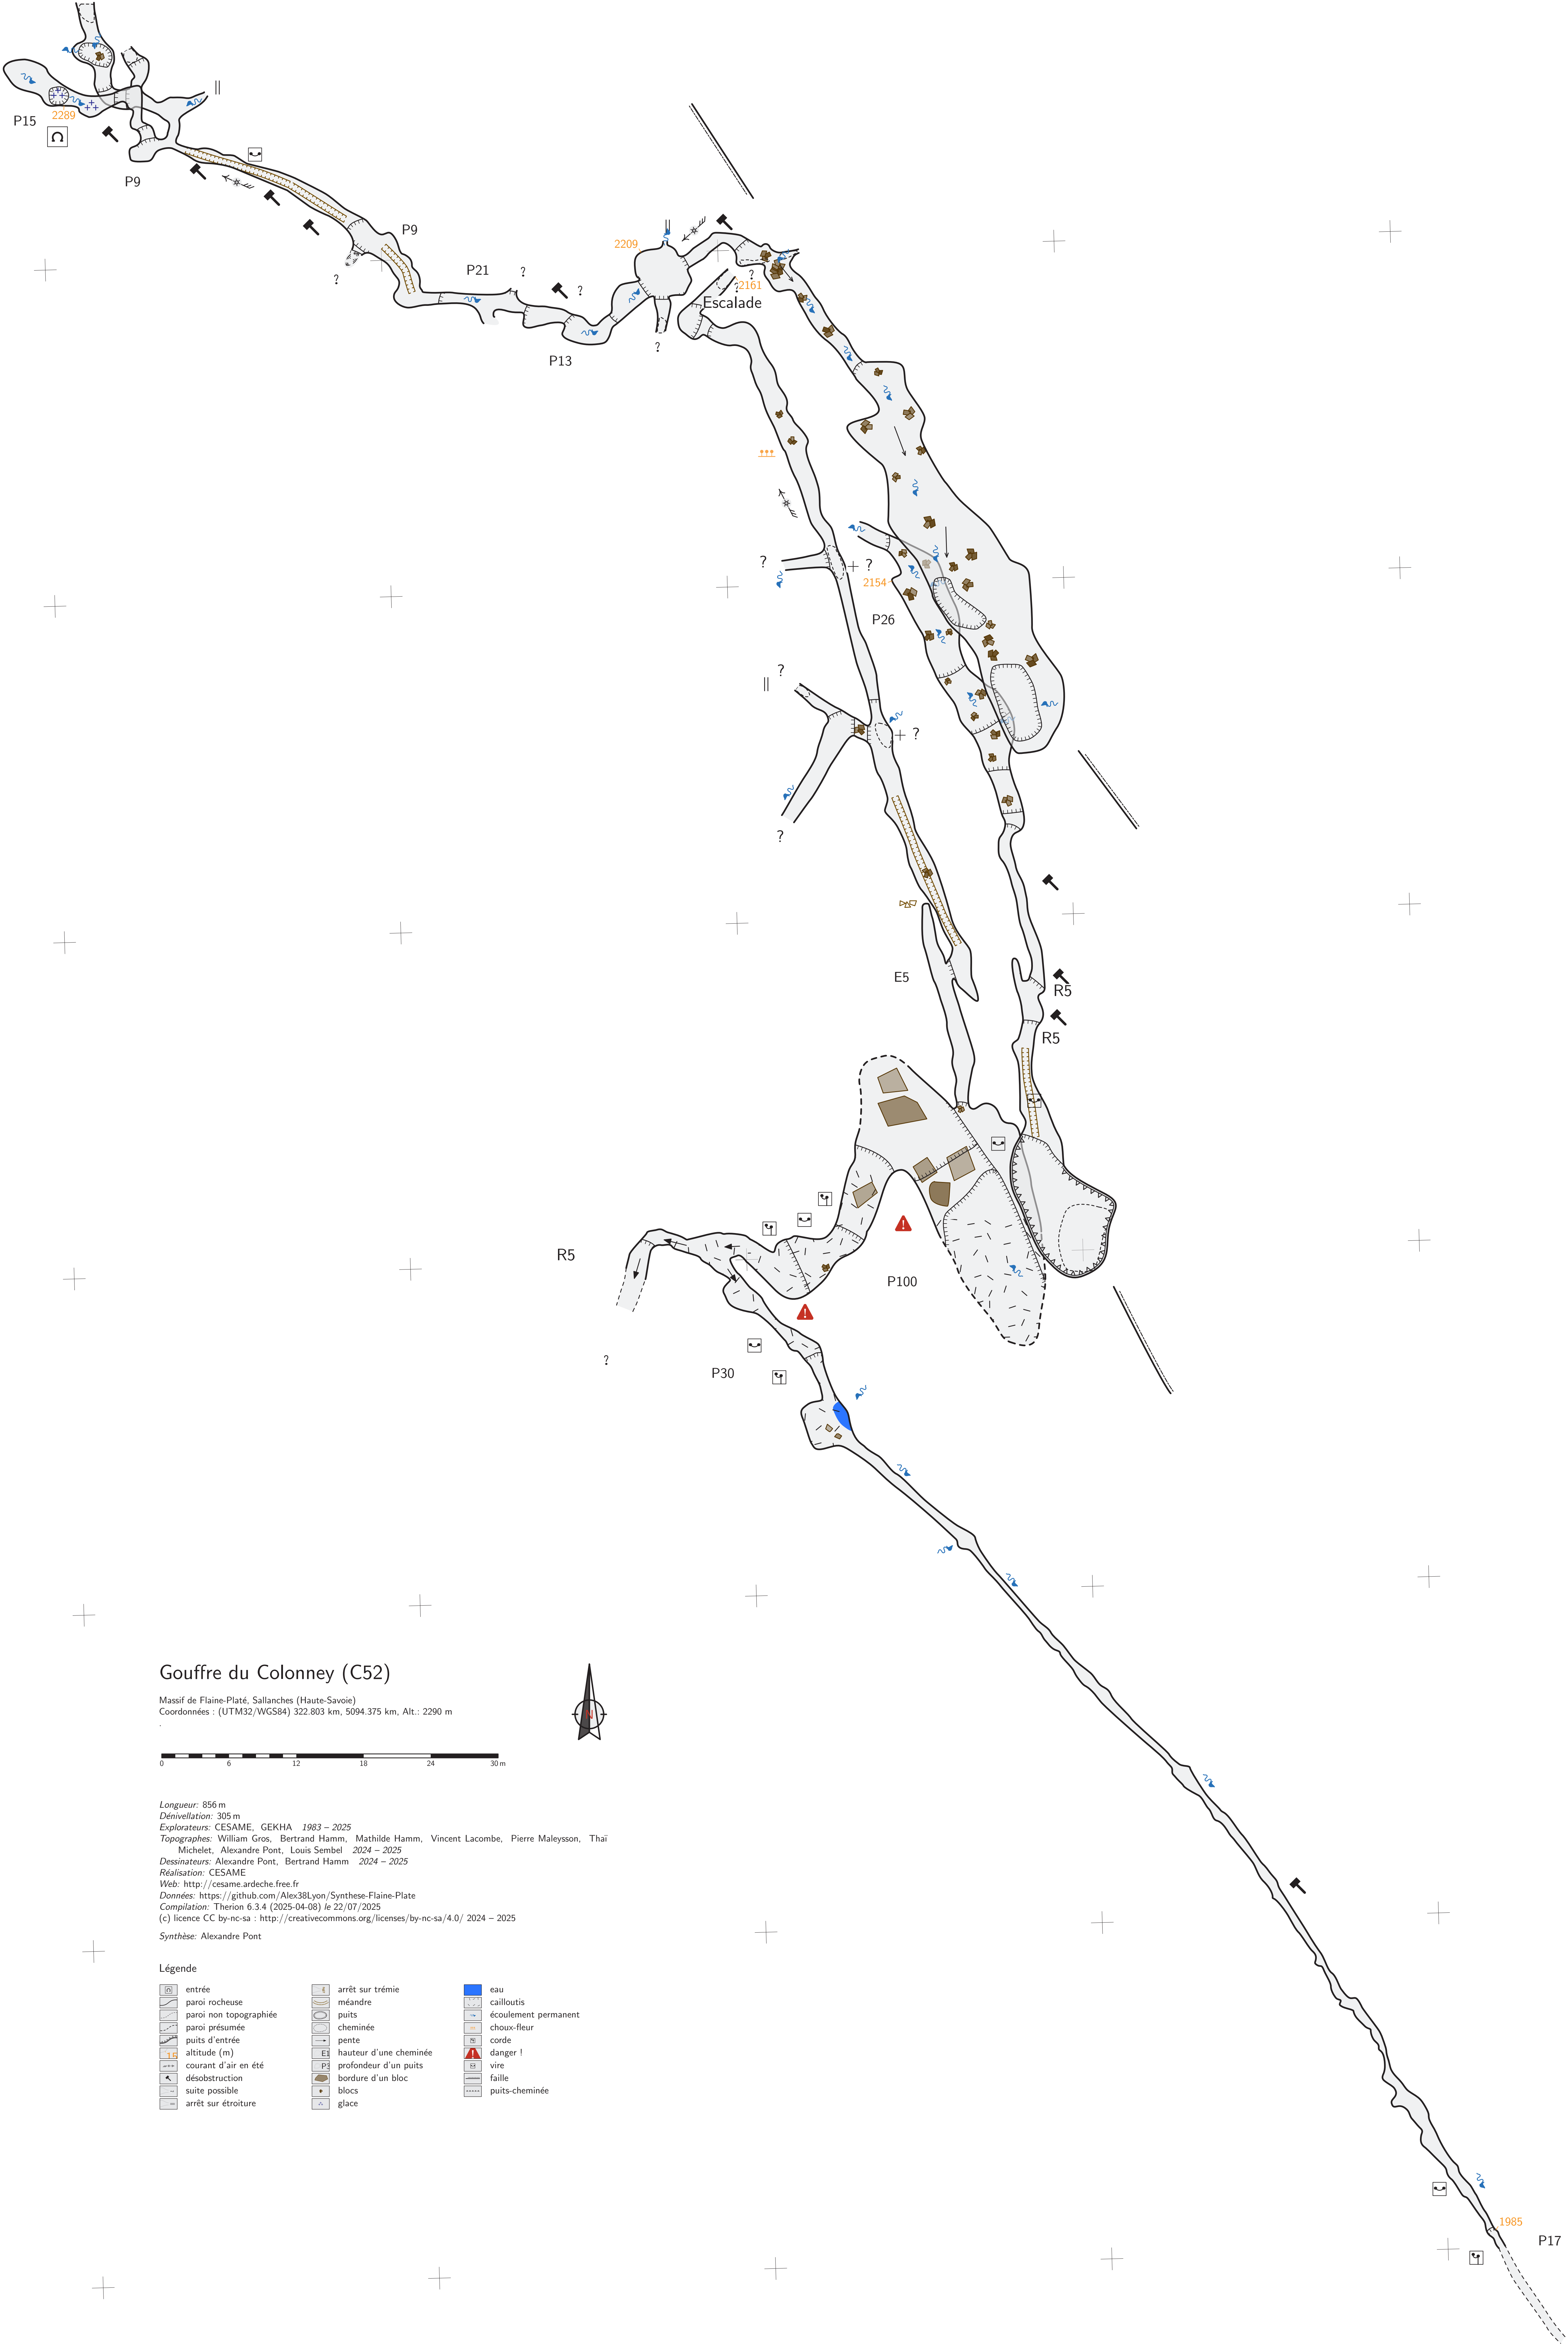 P15
2289
P9
||
P9
?
P21
?
?
P13
2209
||
?
?
?
2161
Escalade
?
+ ?
2154
P26
?
||
+ ?
?
E5
R5
R5
R5
P100
?
P30
Gouffre du Colonney (C52)
Massif de Flaine-Platé, Sallanches (Haute-Savoie)
Coordonnées : (UTM32/WGS84) 322.803 km, 5094.375 km, Alt.: 2290 m
.
N
0 6 12 18 24 30 m
Longueur: 856 m
Dénivellation: 305 m
Explorateurs: CESAME, GEKHA 1983 – 2025
Topographes: William Gros, Bertrand Hamm, Mathilde Hamm, Vincent Lacombe, Pierre Maleysson, Thaï
Michelet, Alexandre Pont, Louis Sembel 2024 – 2025
Dessinateurs: Alexandre Pont, Bertrand Hamm 2024 – 2025
Réalisation: CESAME
Web: http://cesame.ardeche.free.fr
Données: https://github.com/Alex38Lyon/Synthese-Flaine-Plate
Compilation: Therion 6.3.4 (2025-04-08) le 22/07/2025
(c) licence CC by-nc-sa : http://creativecommons.org/licenses/by-nc-sa/4.0/ 2024 – 2025
Synthèse: Alexandre Pont
Légende
entrée
paroi rocheuse
paroi non topographiée
paroi présumée
puits d'entrée
altitude (m)
courant d'air en été
désobstruction
suite possible
arrêt sur étroiture
arrêt sur trémie
méandre
puits
cheminée
pente
hauteur d'une cheminée
profondeur d'un puits
bordure d'un bloc
blocs
glace
eau
cailloutis
écoulement permanent
choux-fleur
corde
danger !
vire
faille
puits-cheminée
1985
P17